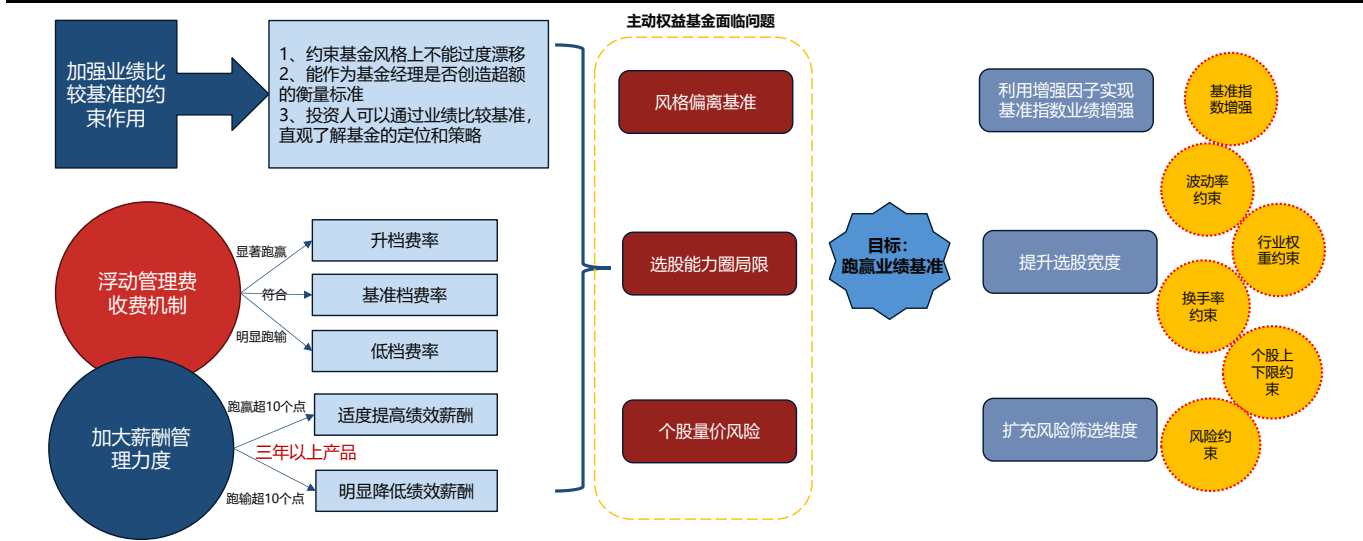 主动权益基金面临问题
加强业绩比
较基准的约
束作用
1、约束基金风格上不能过度漂移
2、能作为基金经理是否创造超额
的衡量标准
3、投资人可以通过业绩比较基准，
直观了解基金的定位和策略
浮动管理费
收费机制
显著跑赢
符合
明显跑输
升档费率
基准档费率
低档费率
加大薪酬管
理力度
跑赢超10个点
三年以上产品
跑输超10个点
适度提高绩效薪酬
明显降低绩效薪酬
风格偏离基准
选股能力圈局限
个股量价风险
目标：
跑赢业绩基准
利用增强因子实现
基准指数业绩增强
提升选股宽度
扩充风险筛选维度
基准指
数增强
波动率
约束
行业权
重约束
换手率
约束
个股上
下限约
束
风险约
束